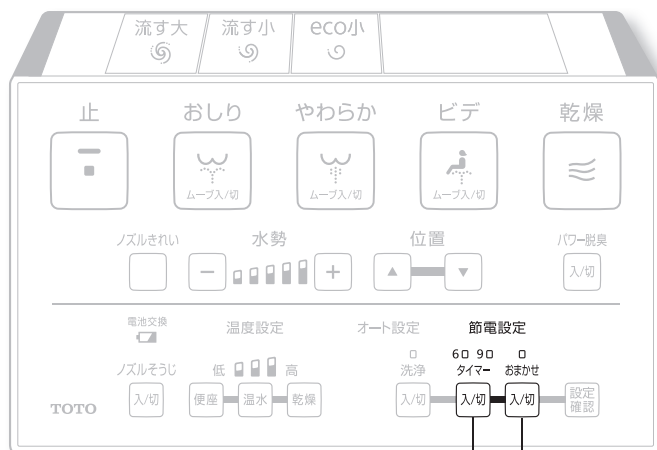 流す大 流す小 eco小
止 おしり やわらか ビデ 乾燥
ムーブ入/切 ムーブ入/切 ムーブ入/切
ノズルきれい 水勢 位置 パワー脱臭
− + ▲ ▼ 入/切
電池交換 温度設定 オート設定 節電設定
6 9
ノズルそうじ 低 高 洗浄 タイマー おまかせ
入/切 便座 温水 乾燥 入/切 入/切 入/切 設定確認
TOTO